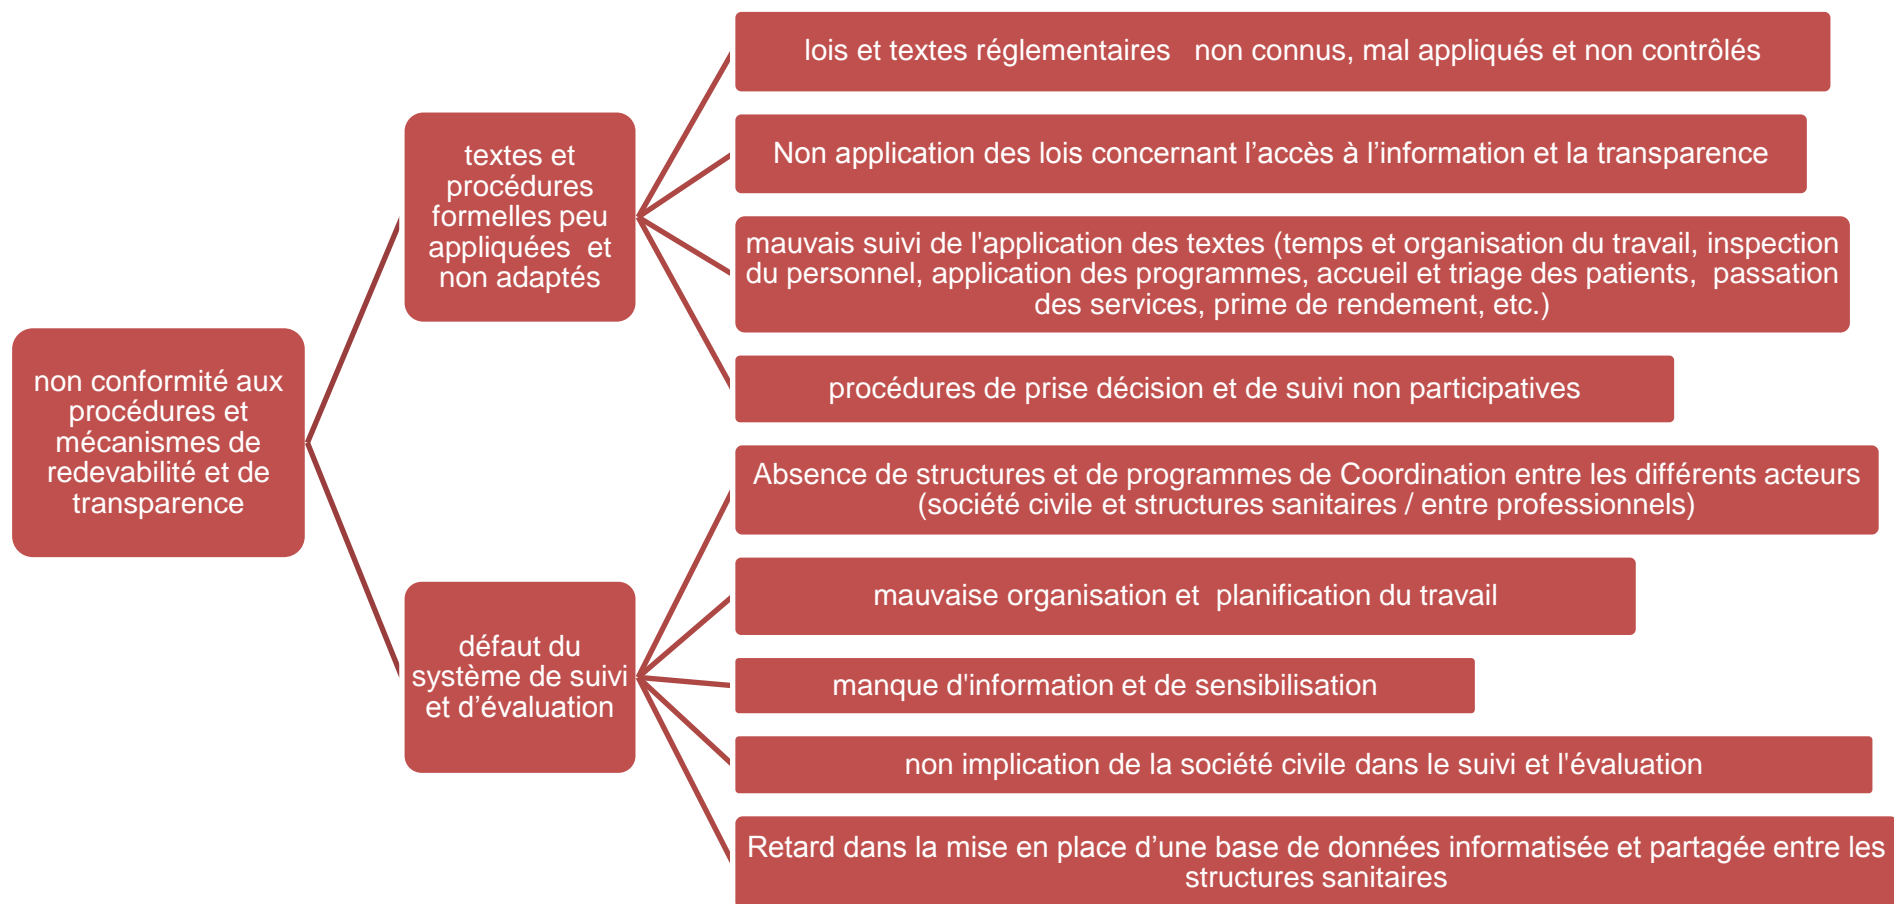 non conformité aux
procédures et
mécanismes de
redevabilité et de
transparence
textes et
procédures
formelles peu
appliquées et
non adaptés
lois et textes réglementaires non connus, mal appliqués et non contrôlés
Non application des lois concernant l’accès à l’information et la transparence
mauvais suivi de l'application des textes (temps et organisation du travail, inspection
du personnel, application des programmes, accueil et triage des patients, passation
des services, prime de rendement, etc.)
procédures de prise décision et de suivi non participatives
défaut du
système de suivi
et d’évaluation
Absence de structures et de programmes de Coordination entre les différents acteurs
(société civile et structures sanitaires / entre professionnels)
mauvaise organisation et planification du travail
manque d'information et de sensibilisation
non implication de la société civile dans le suivi et l'évaluation
Retard dans la mise en place d’une base de données informatisée et partagée entre les
structures sanitaires